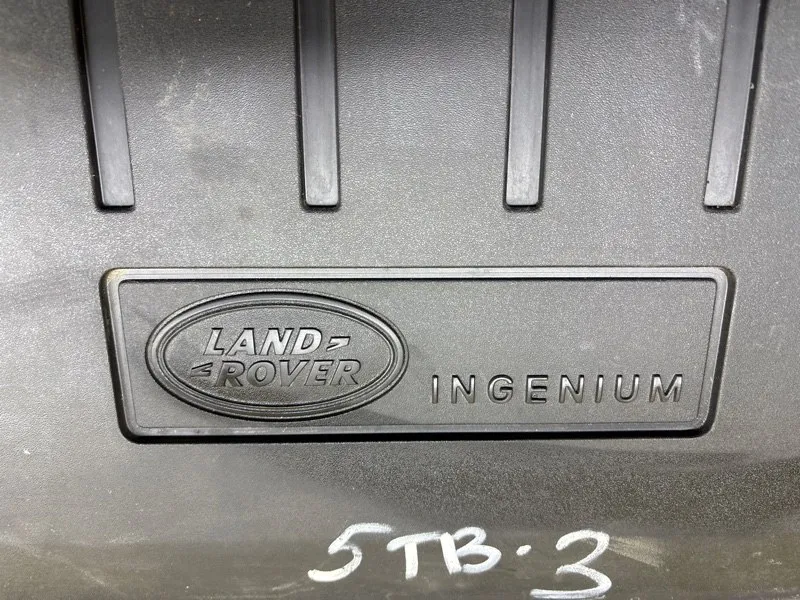 LAND
ROVER
INGENIUM
5TB.3